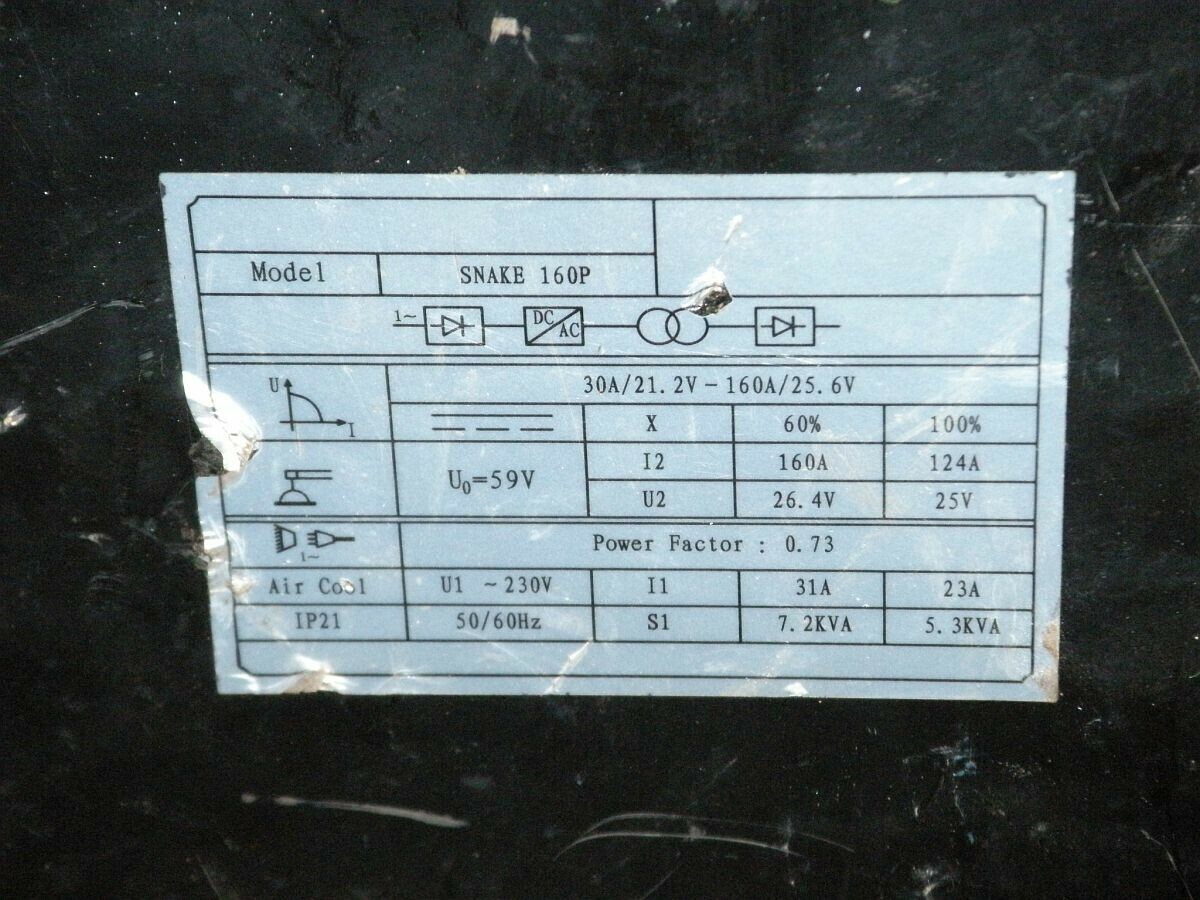 Model SNAKE 160P
1~ DC AC
U 30A/21.2V - 160A/25.6V
I X 60% 100%
I2 160A 124A
U₀=59V
U2 26.4V 25V
1~ Power Factor : 0.73
Air Cool U1 ~230V I1 31A 23A
IP21 50/60Hz S1 7.2KVA 5.3KVA